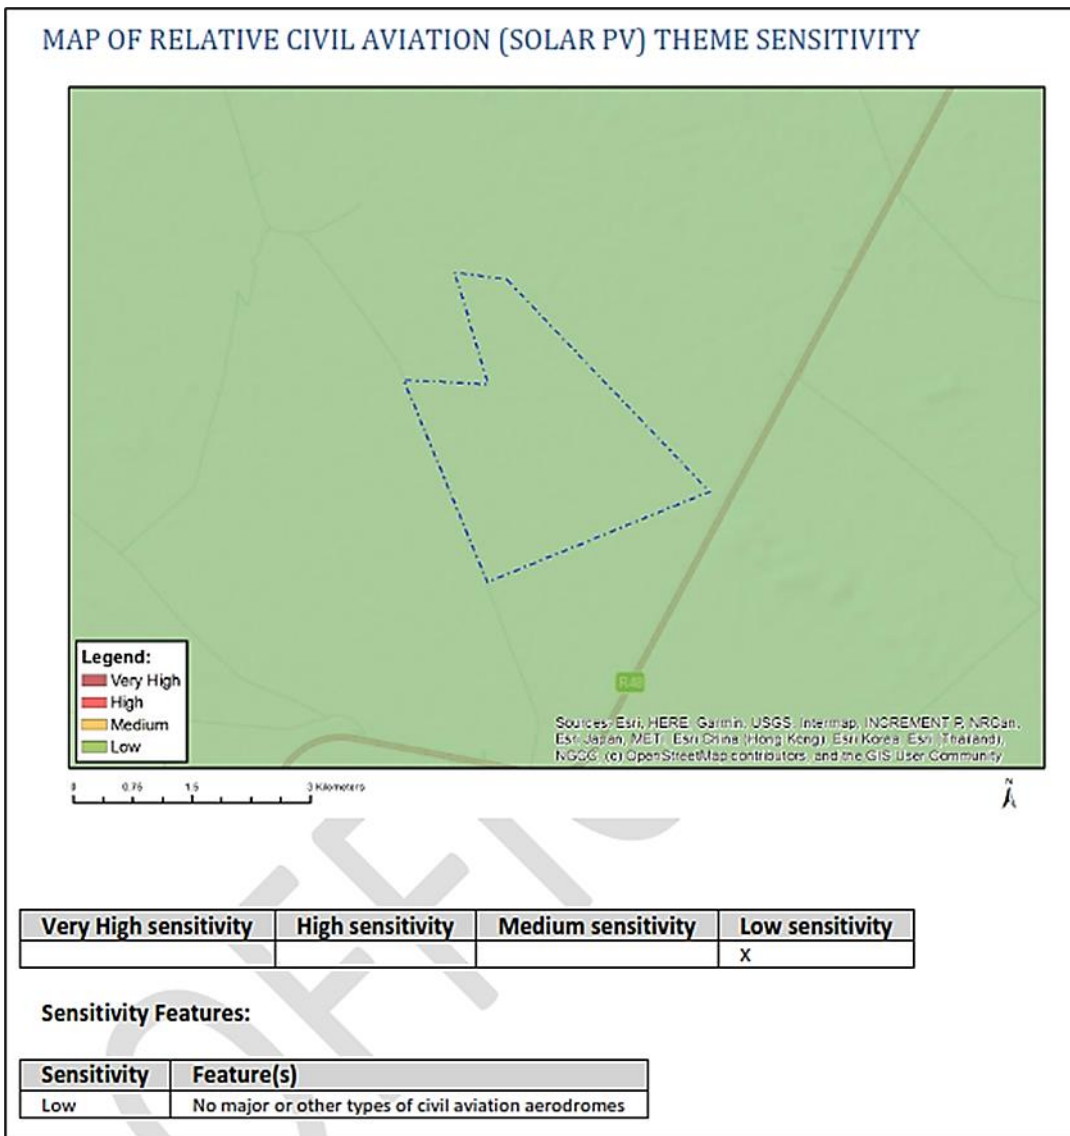 MAP OF RELATIVE CIVIL AVIATION (SOLAR PV) THEME SENSITIVITY
Legend:
Very High
High
Medium
Low
Sources: Esri, HERE, Garmin, USGS, Intermap, INCREMENT P, NRCan,
Esri Japan, METI, Esri China (Hong Kong), Esri Korea, Esri (Thailand),
NGCC, (c) OpenStreetMap contributors, and the GIS User Community
0 0.75 1.5 3 Kilometers
N
Very High sensitivity High sensitivity Medium sensitivity Low sensitivity
X
Sensitivity Features:
Sensitivity Feature(s)
Low No major or other types of civil aviation aerodromes